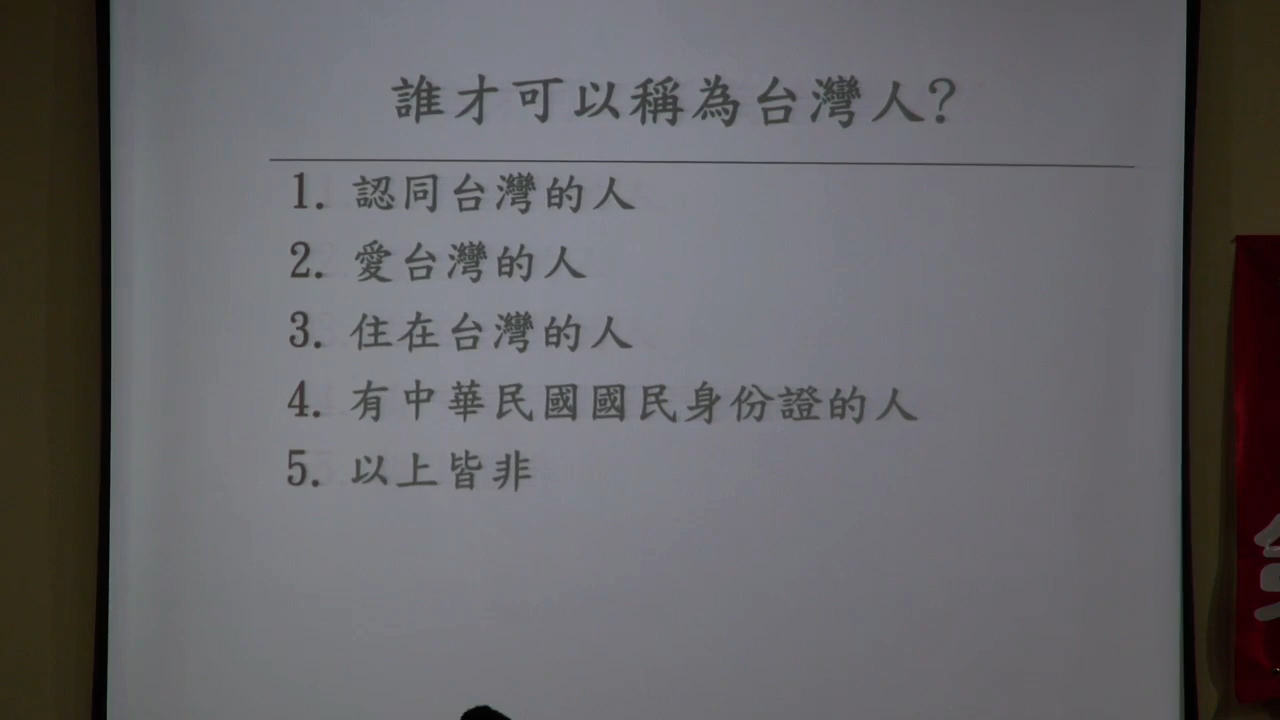 誰才可以稱為台灣人?
1. 認同台灣的人
2. 愛台灣的人
3. 住在台灣的人
4. 有中華民國國民身份證的人
5. 以上皆非